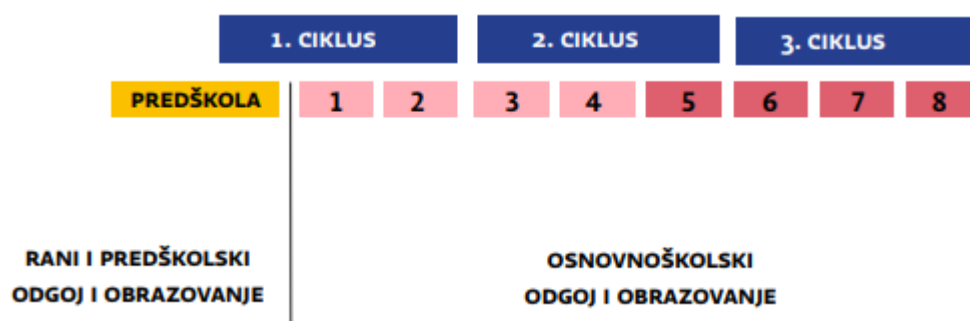 1. CIKLUS 2. CIKLUS 3. CIKLUS
PREDŠKOLA 1 2 3 4 5 6 7 8
RANI I PREDŠKOLSKI
ODGOJ I OBRAZOVANJE
OSNOVNOŠKOLSKI
ODGOJ I OBRAZOVANJE